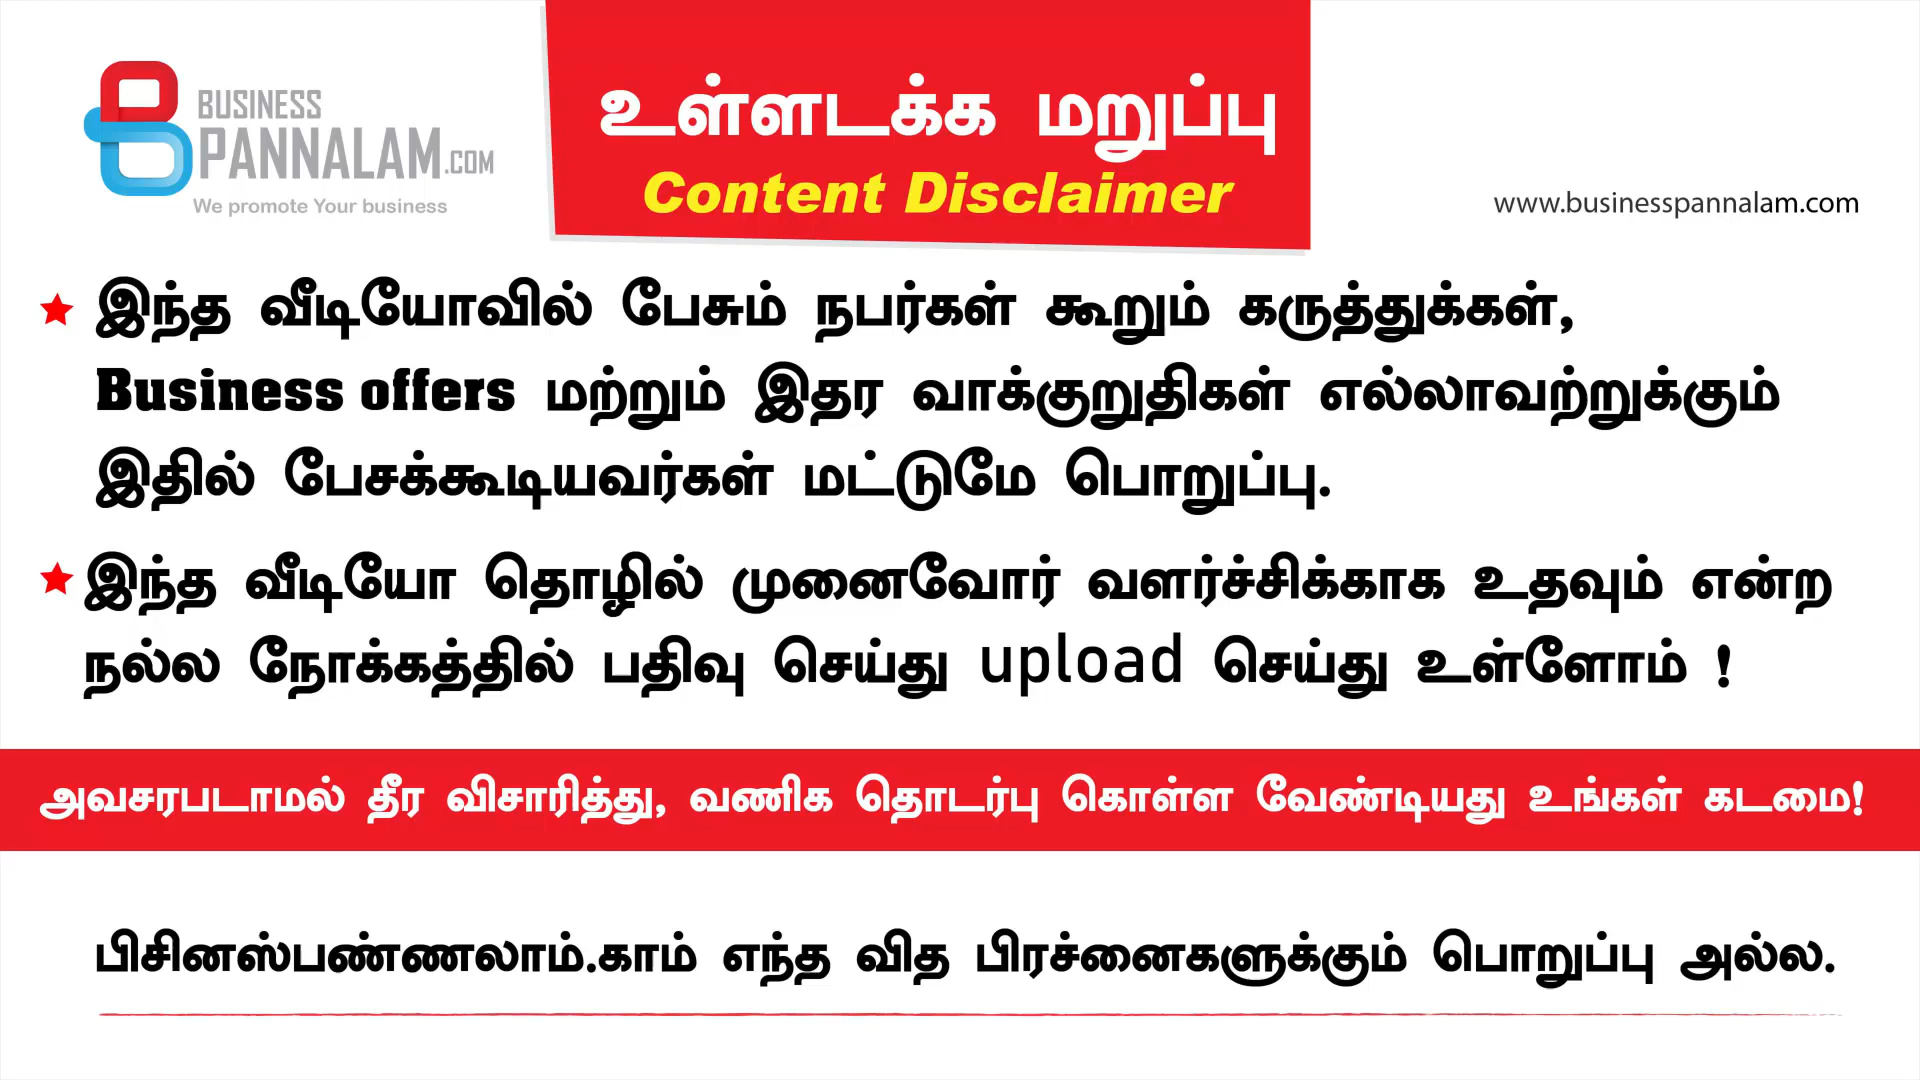 BUSINESS
PANNALAM.COM
We promote Your business
உள்ளடக்க மறுப்பு
Content Disclaimer
www.businesspannalam.com
இந்த வீடியோவில் பேசும் நபர்கள் கூறும் கருத்துக்கள்,
Business offers மற்றும் இதர வாக்குறுதிகள் எல்லாவற்றுக்கும்
இதில் பேசக்கூடியவர்கள் மட்டுமே பொறுப்பு.
இந்த வீடியோ தொழில் முனைவோர் வளர்ச்சிக்காக உதவும் என்ற
நல்ல நோக்கத்தில் பதிவு செய்து upload செய்து உள்ளோம் !
அவசரபடாமல் தீர விசாரித்து, வணிக தொடர்பு கொள்ள வேண்டியது உங்கள் கடமை!
பிசினஸ்பண்ணலாம்.காம் எந்த வித பிரச்னைகளுக்கும் பொறுப்பு அல்ல.